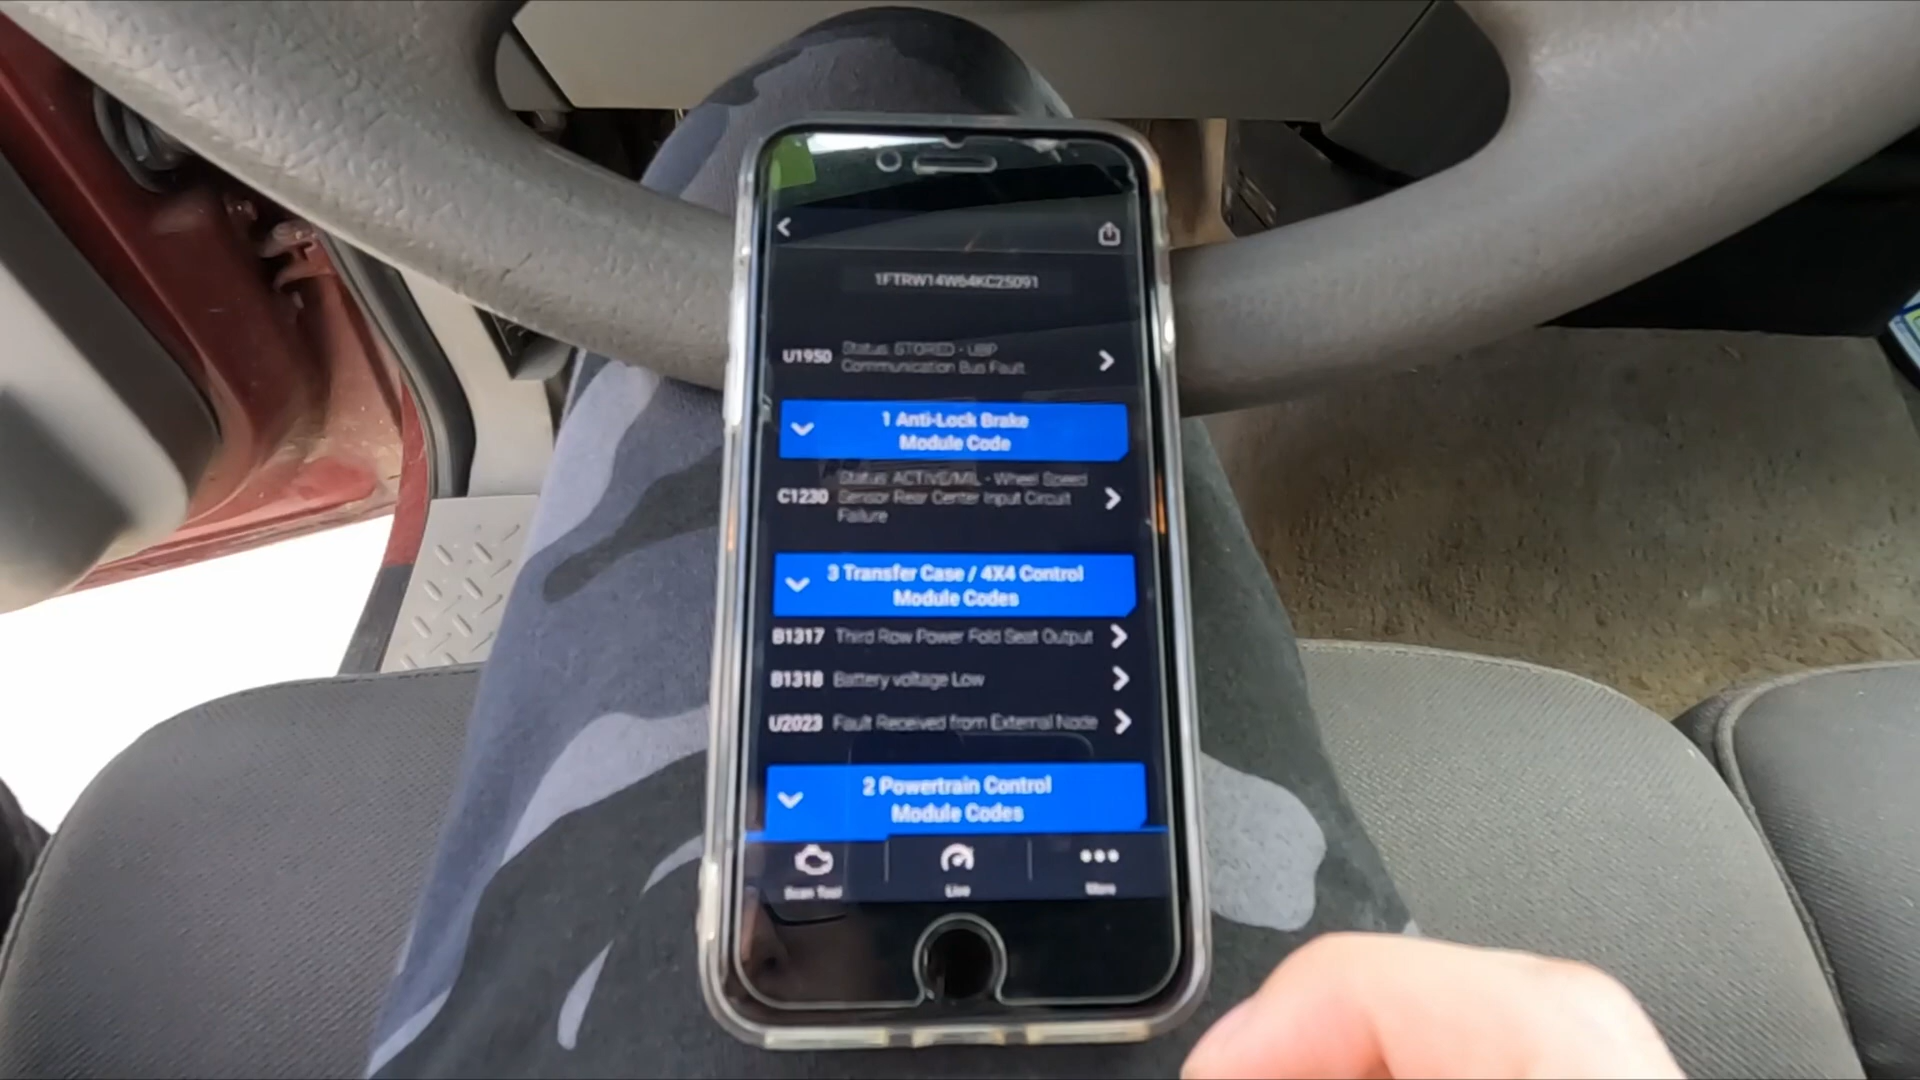 1FTRW14W64KC25091
U1950 Status: STORED - UBP
Communication Bus Fault
1 Anti-Lock Brake
Module Code
C1230 Status: ACTIVE/MIL - Wheel Speed
Sensor Rear Center Input Circuit
Failure
3 Transfer Case / 4X4 Control
Module Codes
B1317 Third Row Power Fold Seat Output
B1318 Battery voltage Low
U2023 Fault Received from External Node
2 Powertrain Control
Module Codes
Scan Tool Live More